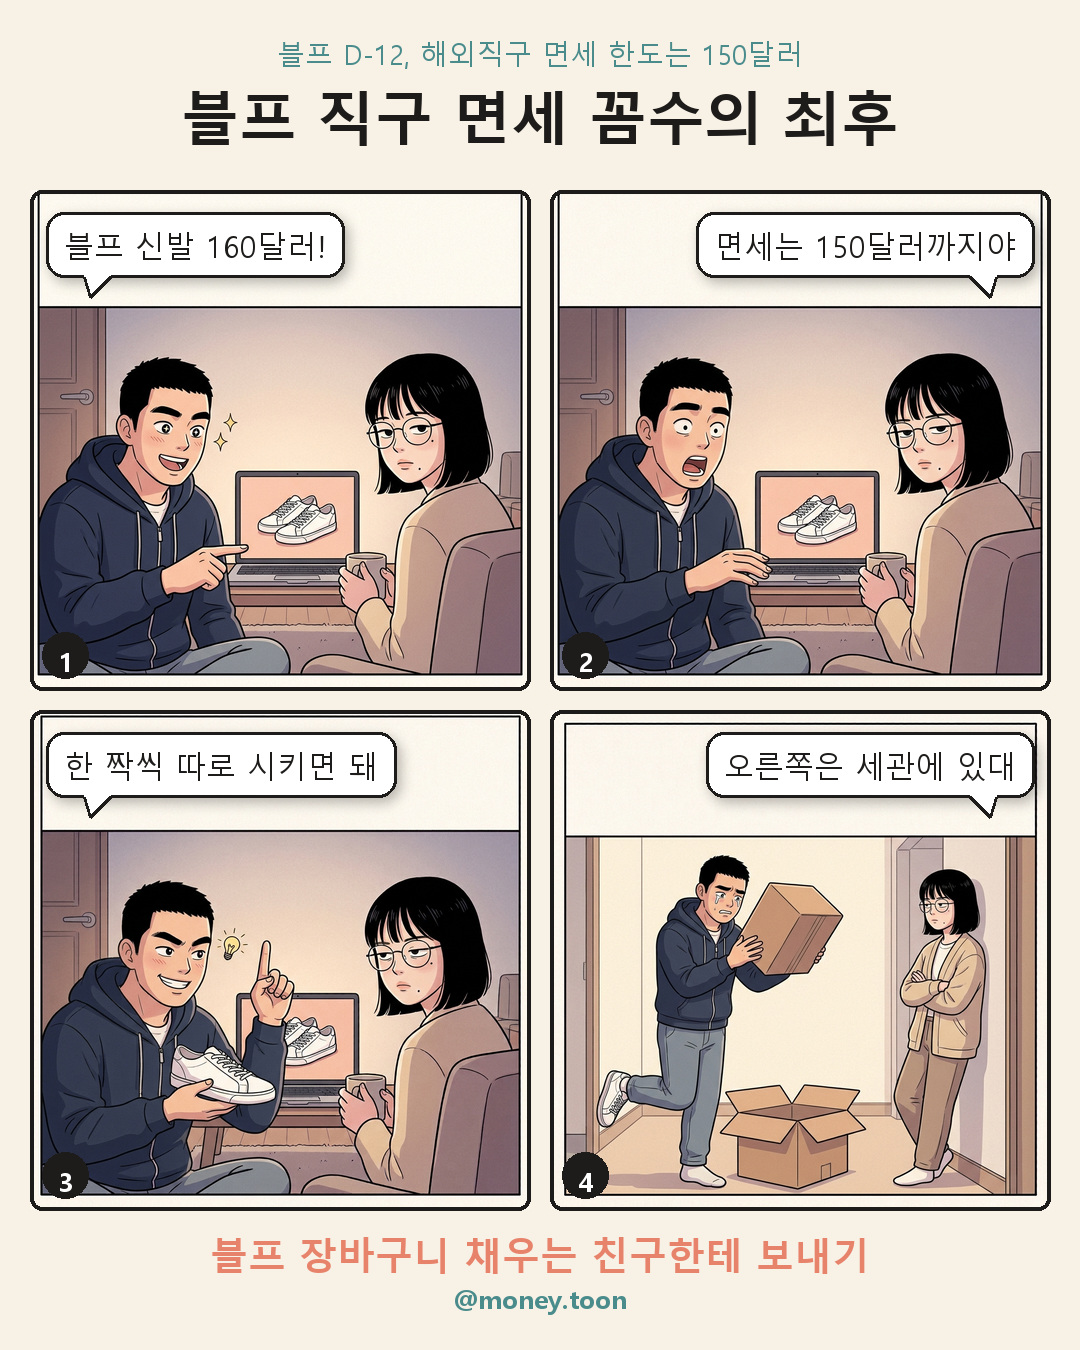 블프 D-12, 해외직구 면세 한도는 150달러
블프 직구 면세 꼼수의 최후
블프 신발 160달러!
1
면세는 150달러까지야
2
한 짝씩 따로 시키면 돼
3
오른쪽은 세관에 있대
4
블프 장바구니 채우는 친구한테 보내기
@money.toon